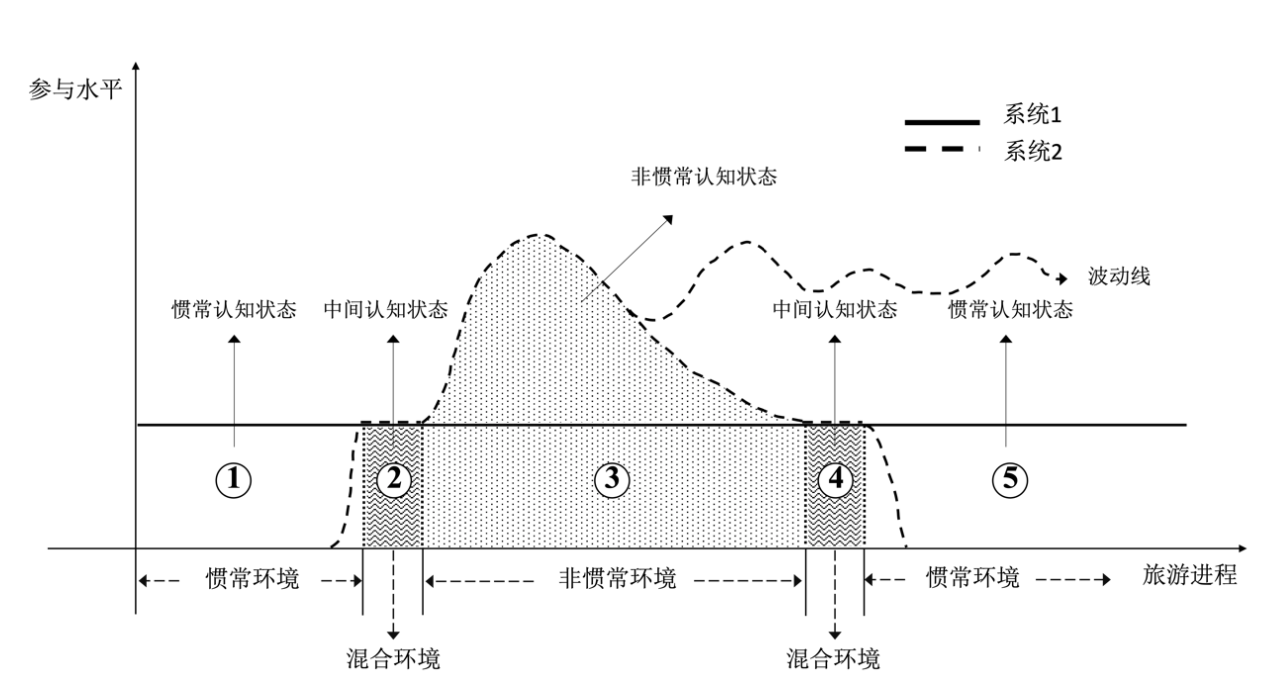 参与水平
系统1
系统2
非惯常认知状态
波动线
惯常认知状态
中间认知状态
中间认知状态
惯常认知状态
1
2
3
4
5
惯常环境
非惯常环境
惯常环境
旅游进程
混合环境
混合环境